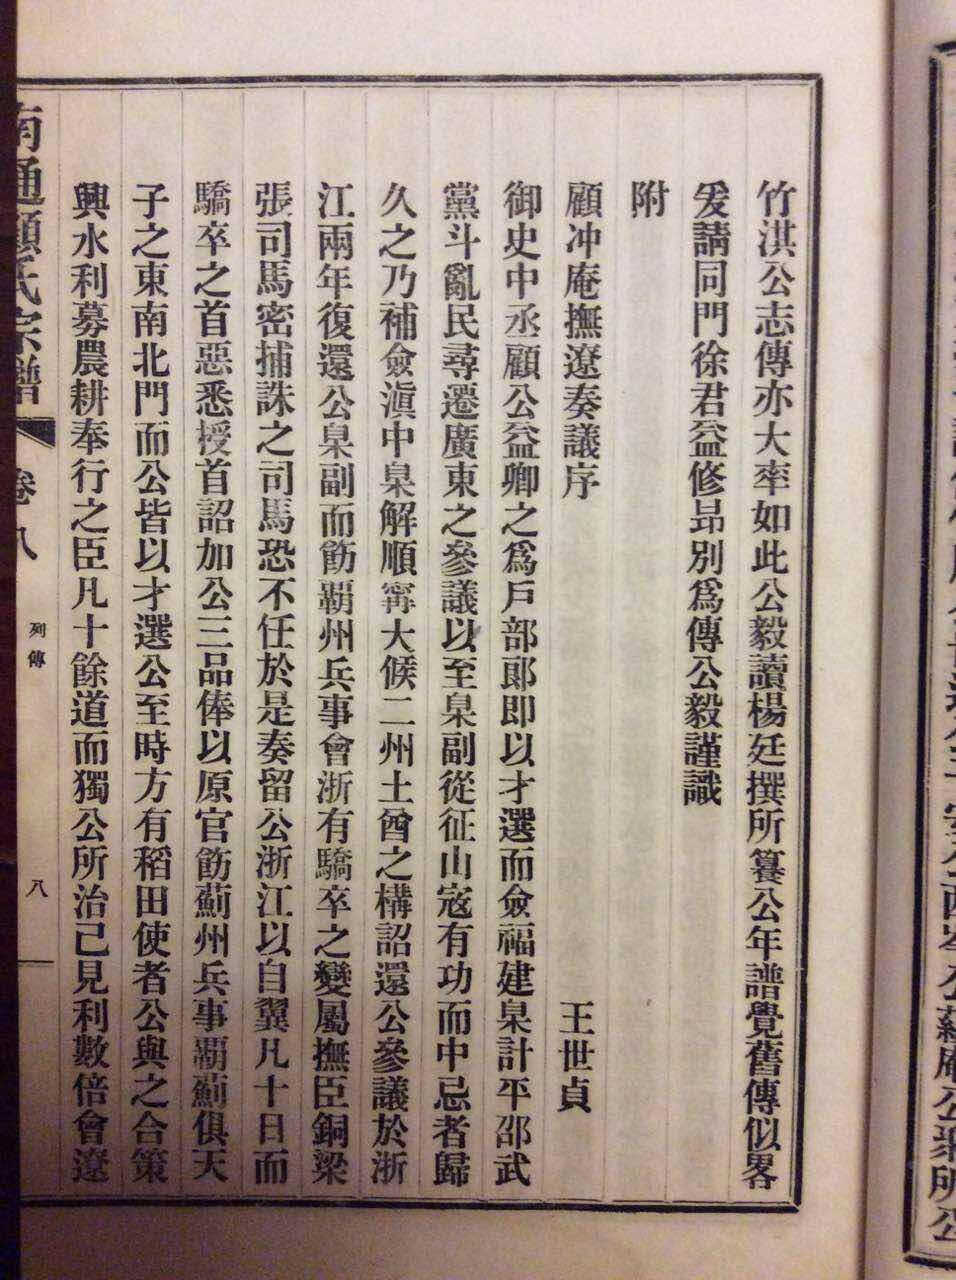 竹淇公志傳亦大率如此公毅讀楊廷撰所籑公年譜覺舊傳似畧
爰請同門徐君益修昂別爲傳公毅謹識
附
顧冲庵撫遼奏議序 王世貞
御史中丞顧公益卿之爲戶部郞即以才選而僉福建臬計平邵武
黨斗亂民尋遷廣東之參議以至臬副從征山寇有功而中忌者歸
久之乃補僉滇中臬解順寗大候二州土酋之構詔還公參議於浙
江兩年復還公臬副而飭覇州兵事會浙有驕卒之變屬撫臣銅梁
張司馬密捕誅之司馬恐不任於是奏留公浙江以自翼凡十日而
驕卒之首惡悉授首詔加公三品俸以原官飭薊州兵事覇薊俱天
子之東南北門而公皆以才選公至時方有稻田使者公與之合策
興水利募農耕奉行之臣凡十餘道而獨公所治已見利數倍會遼
南通顧氏宗譜 卷八 列傳 八